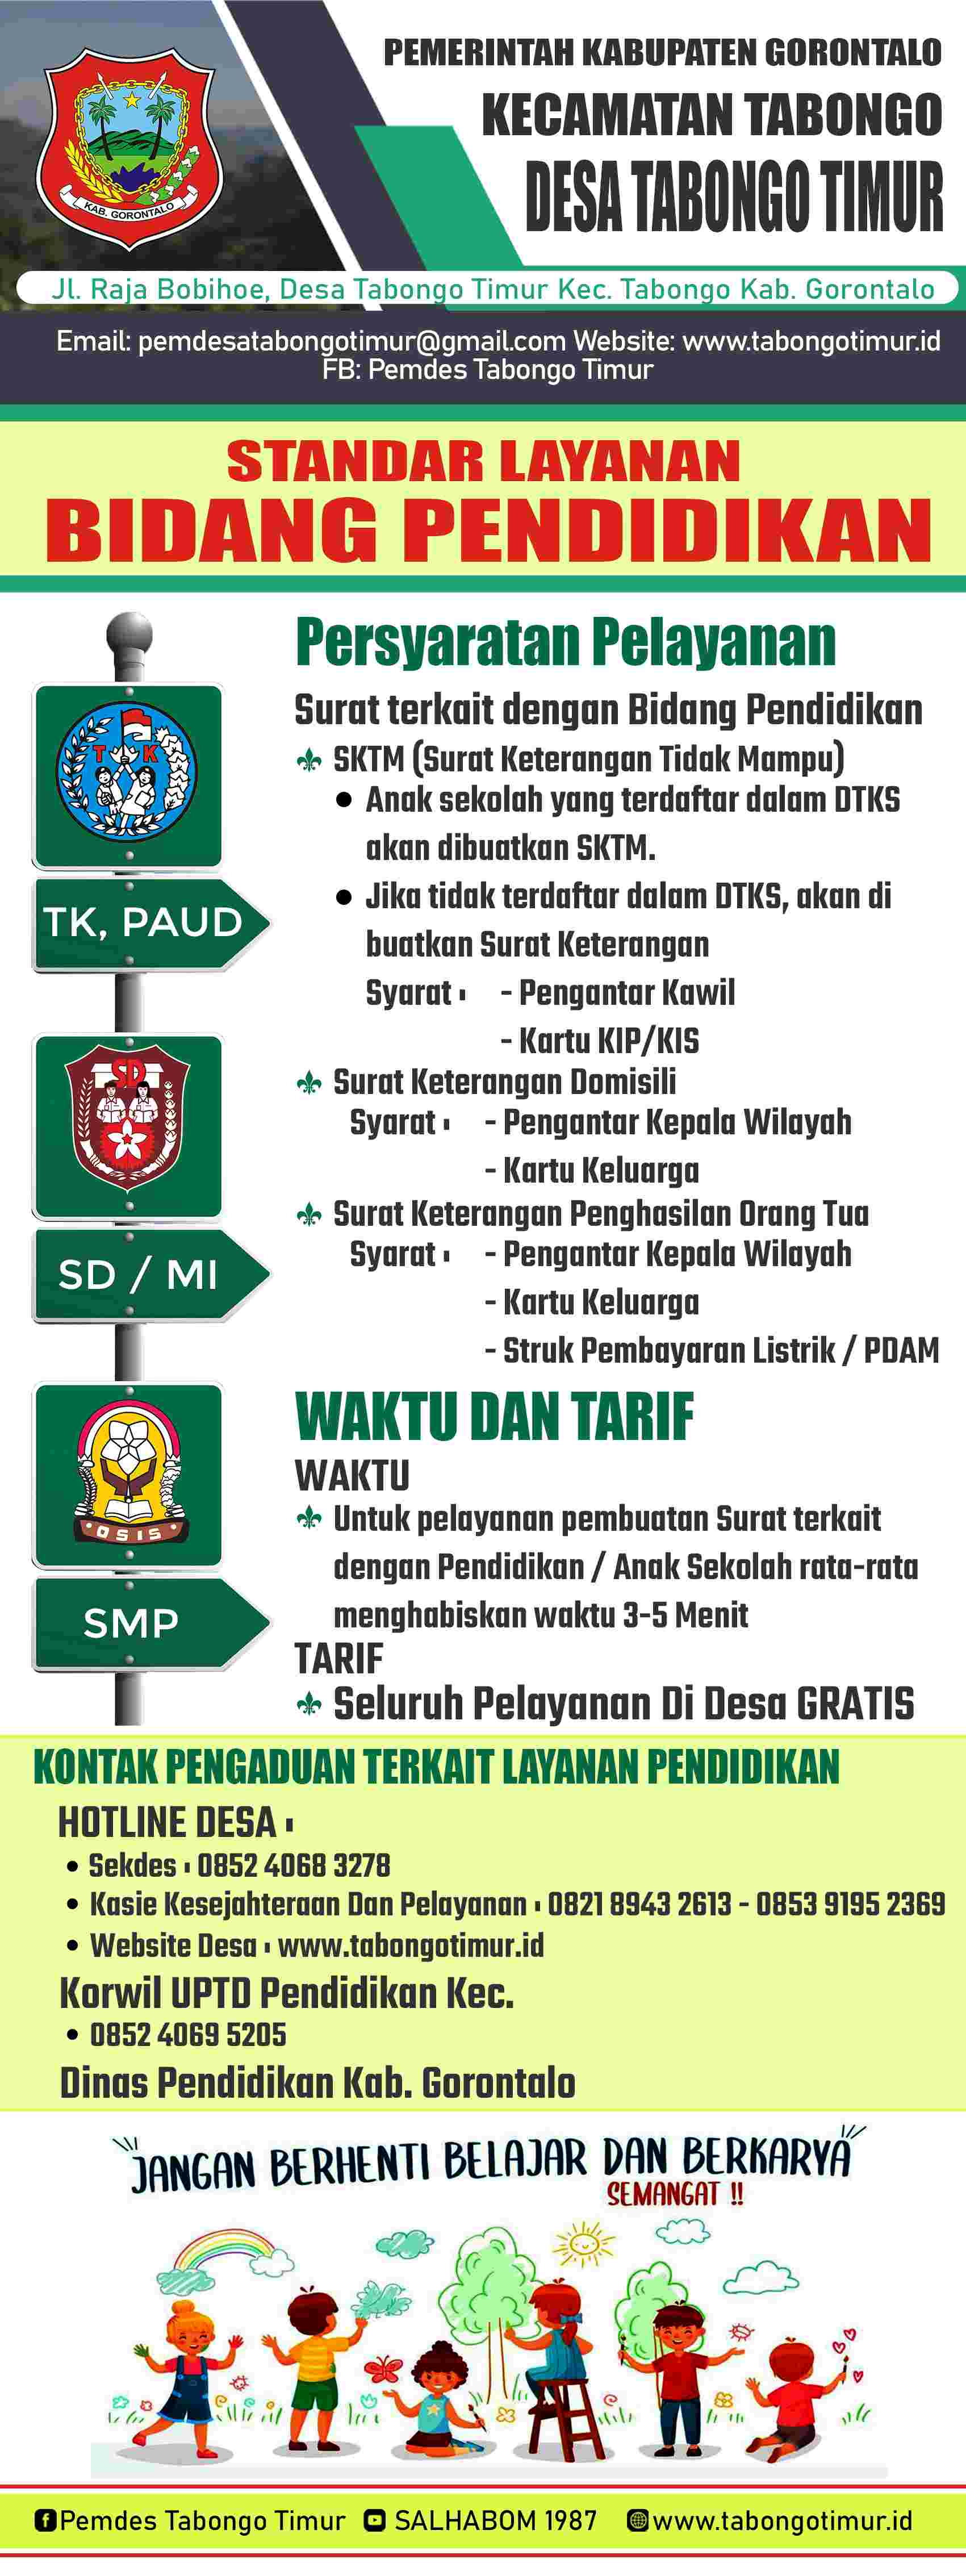 KAB. GORONTALO
PEMERINTAH KABUPATEN GORONTALO
KECAMATAN TABONGO
DESA TABONGO TIMUR
Jl. Raja Bobihoe, Desa Tabongo Timur Kec. Tabongo Kab. Gorontalo
Email: pemdesatabongotimur@gmail.com Website: www.tabongotimur.id
FB: Pemdes Tabongo Timur
STANDAR LAYANAN
BIDANG PENDIDIKAN
TK
TK, PAUD
SD
SD / MI
OSIS
SMP
Persyaratan Pelayanan
Surat terkait dengan Bidang Pendidikan
SKTM (Surat Keterangan Tidak Mampu)
• Anak sekolah yang terdaftar dalam DTKS
akan dibuatkan SKTM.
• Jika tidak terdaftar dalam DTKS, akan di
buatkan Surat Keterangan
Syarat : - Pengantar Kawil
- Kartu KIP/KIS
Surat Keterangan Domisili
Syarat : - Pengantar Kepala Wilayah
- Kartu Keluarga
Surat Keterangan Penghasilan Orang Tua
Syarat : - Pengantar Kepala Wilayah
- Kartu Keluarga
- Struk Pembayaran Listrik / PDAM
WAKTU DAN TARIF
WAKTU
Untuk pelayanan pembuatan Surat terkait
dengan Pendidikan / Anak Sekolah rata-rata
menghabiskan waktu 3-5 Menit
TARIF
Seluruh Pelayanan Di Desa GRATIS
KONTAK PENGADUAN TERKAIT LAYANAN PENDIDIKAN
HOTLINE DESA :
• Sekdes : 0852 4068 3278
• Kasie Kesejahteraan Dan Pelayanan : 0821 8943 2613 - 0853 9195 2369
• Website Desa : www.tabongotimur.id
Korwil UPTD Pendidikan Kec.
• 0852 4069 5205
Dinas Pendidikan Kab. Gorontalo
JANGAN BERHENTI BELAJAR DAN BERKARYA
SEMANGAT !!
Pemdes Tabongo Timur SALHABOM 1987 www.tabongotimur.id